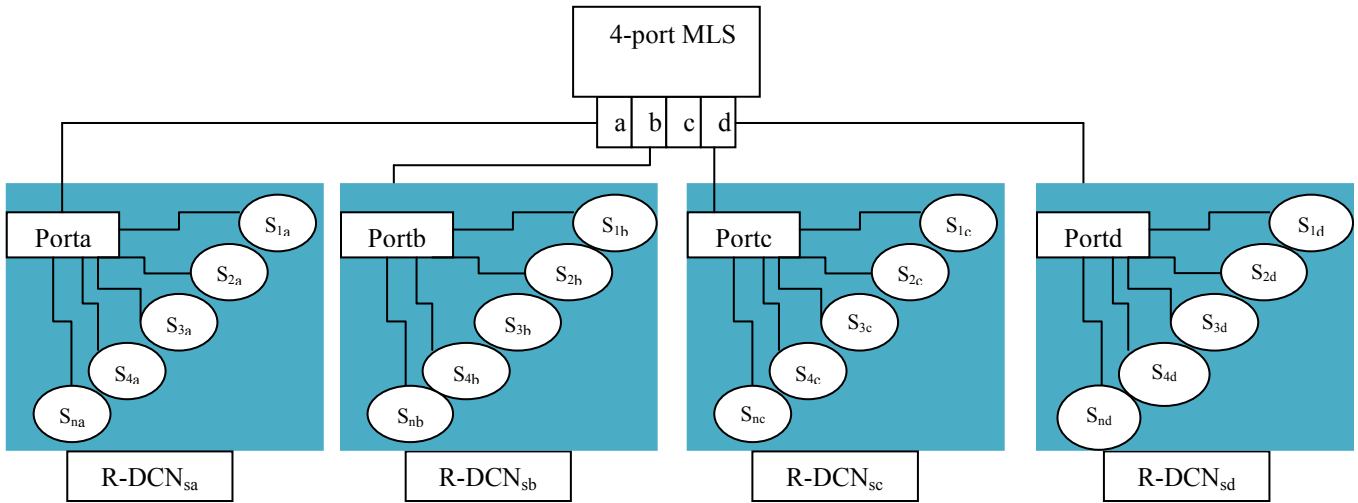 4-port MLS
a b c d
Porta
S1a
S2a
S3a
S4a
Sna
R-DCNsa
Portb
S1b
S2b
S3b
S4b
Snb
R-DCNsb
Portc
S1c
S2c
S3c
S4c
Snc
R-DCNsc
Portd
S1d
S2d
S3d
S4d
Snd
R-DCNsd